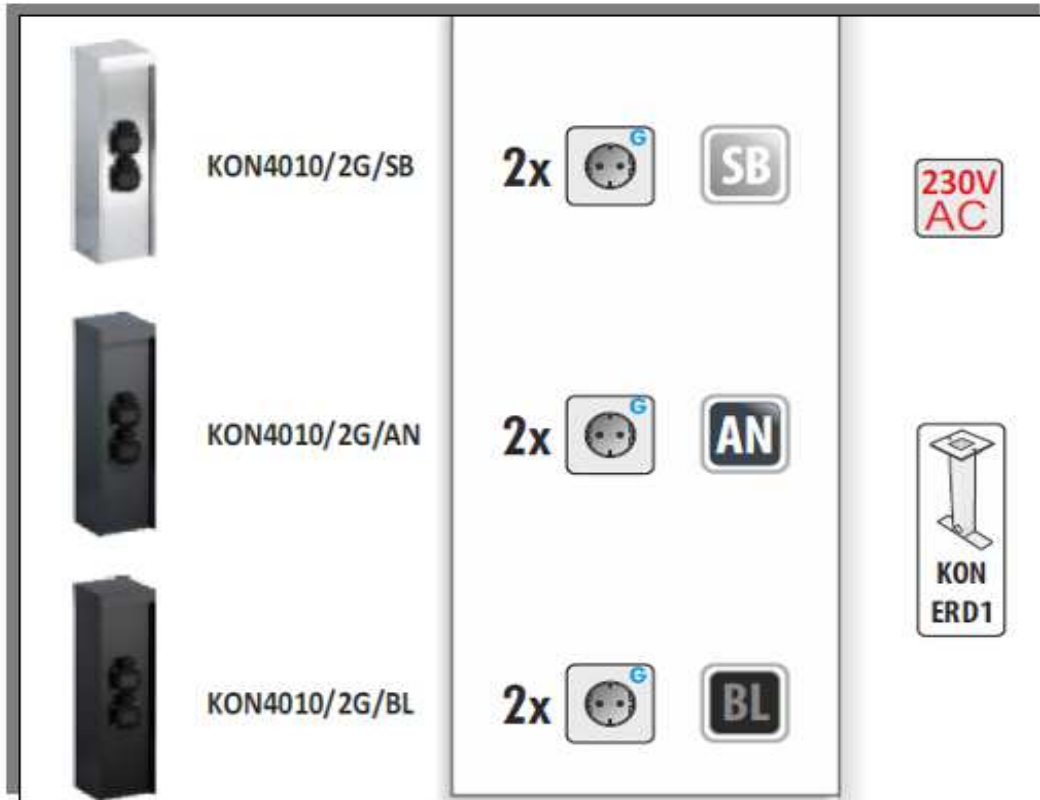 KON4010/2G/SB
2x
G
SB
230V
AC
KON4010/2G/AN
2x
G
AN
KON
ERD1
KON4010/2G/BL
2x
G
BL